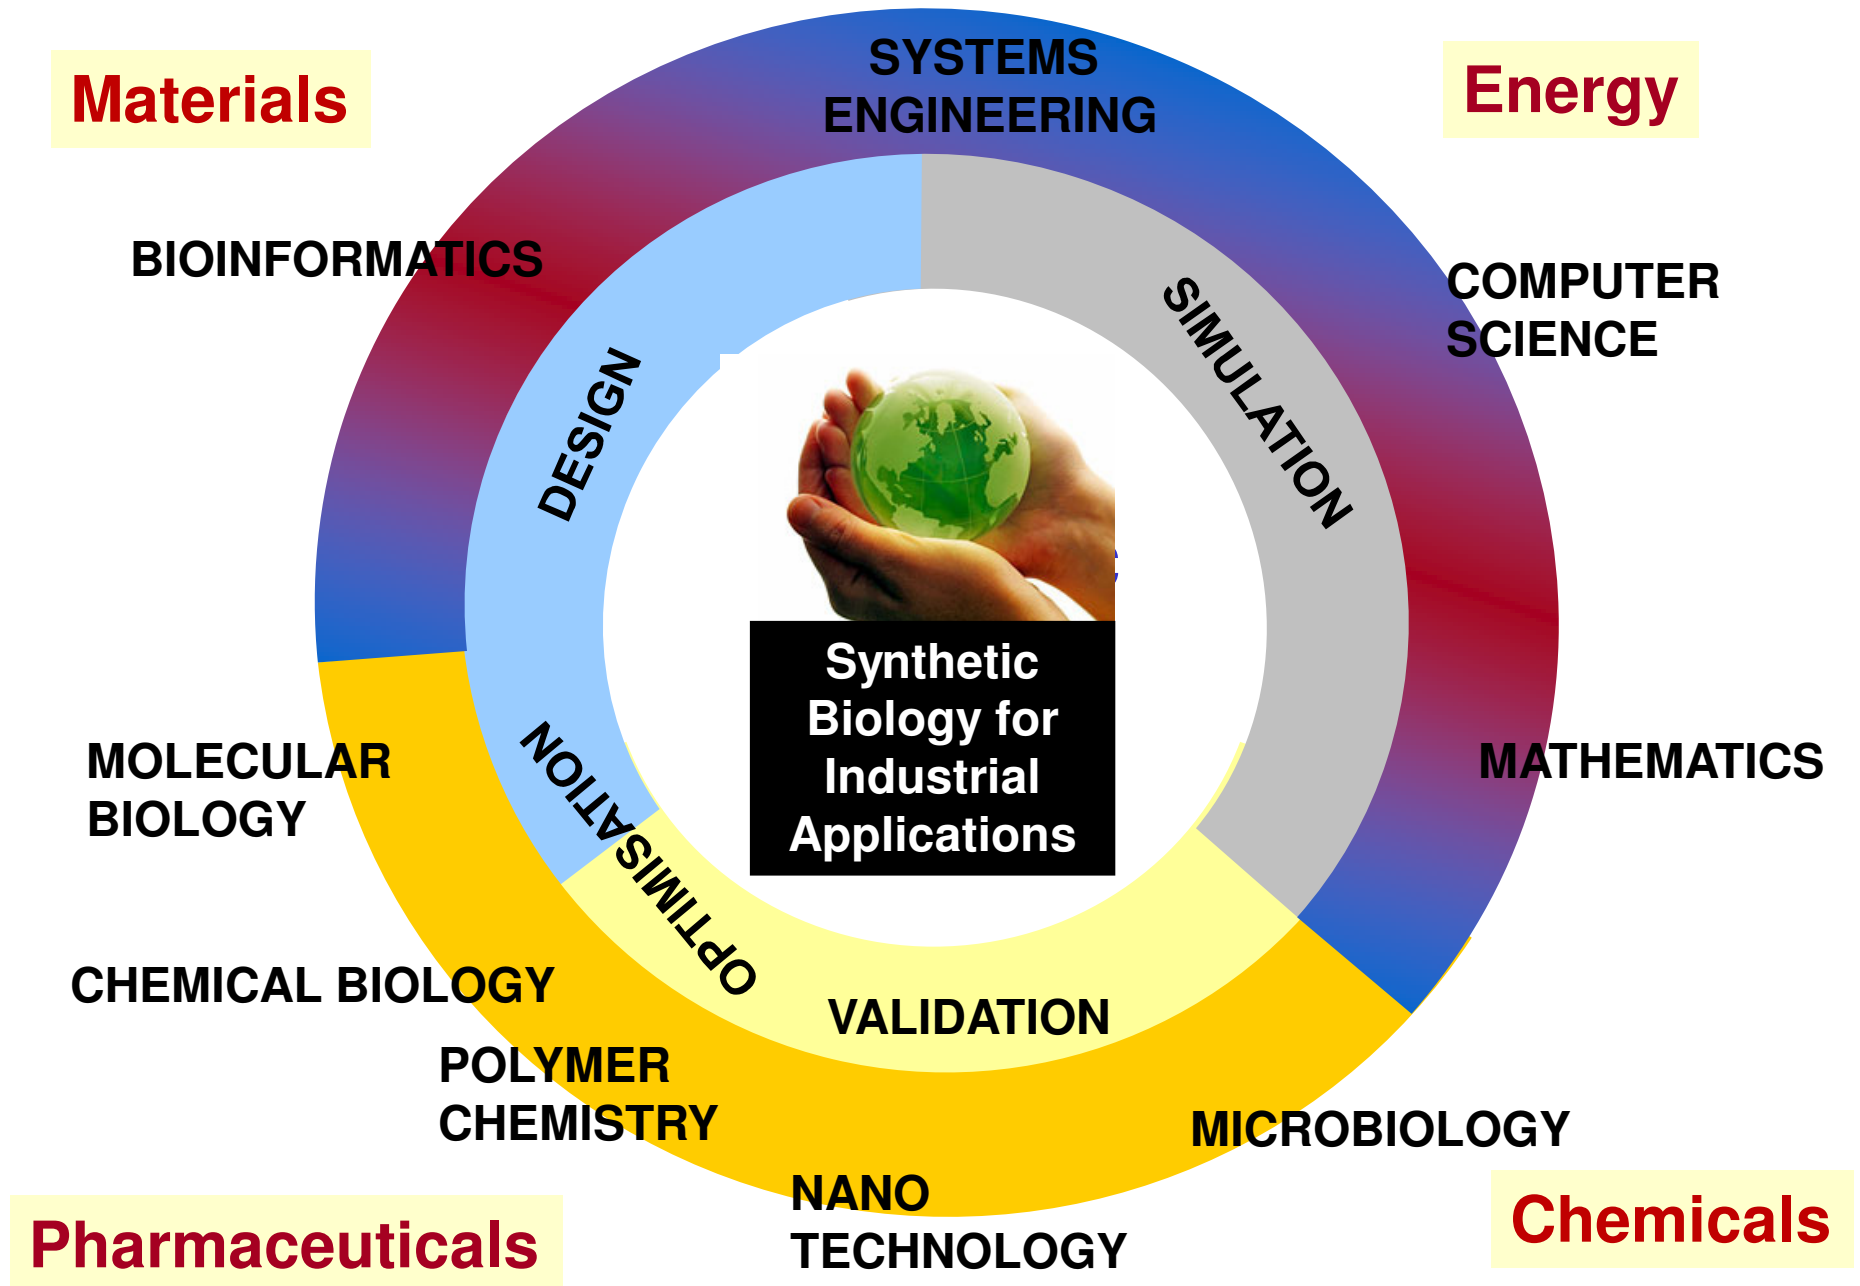 SYSTEMS
ENGINEERING
Materials
Energy
BIOINFORMATICS
COMPUTER
SCIENCE
DESIGN
SIMULATION
Synthetic
Biology for
Industrial
Applications
MOLECULAR
BIOLOGY
MATHEMATICS
OPTIMISATION
CHEMICAL BIOLOGY
VALIDATION
POLYMER
CHEMISTRY
MICROBIOLOGY
NANO
TECHNOLOGY
Pharmaceuticals
Chemicals